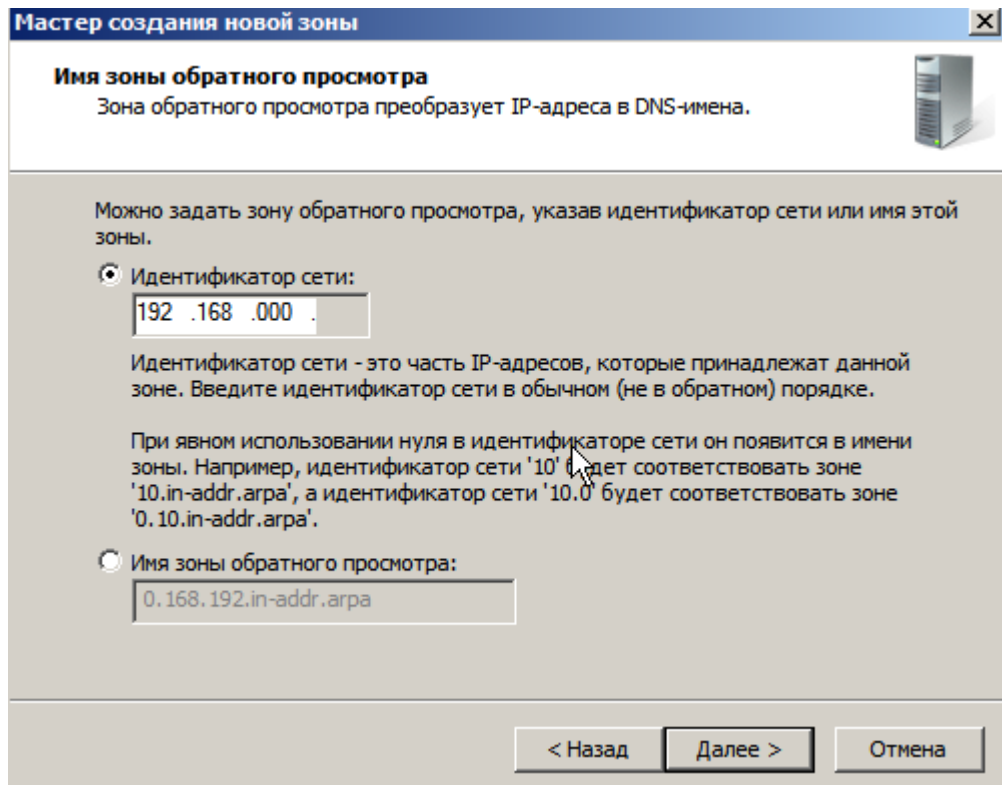 Мастер создания новой зоны
Имя зоны обратного просмотра
Зона обратного просмотра преобразует IP-адреса в DNS-имена.
Можно задать зону обратного просмотра, указав идентификатор сети или имя этой
зоны.
Идентификатор сети:
192 .168 .000 .
Идентификатор сети - это часть IP-адресов, которые принадлежат данной
зоне. Введите идентификатор сети в обычном (не в обратном) порядке.
При явном использовании нуля в идентификаторе сети он появится в имени
зоны. Например, идентификатор сети '10' будет соответствовать зоне
'10.in-addr.arpa', а идентификатор сети '10.0' будет соответствовать зоне
'0.10.in-addr.arpa'.
Имя зоны обратного просмотра:
0.168.192.in-addr.arpa
< Назад
Далее >
Отмена